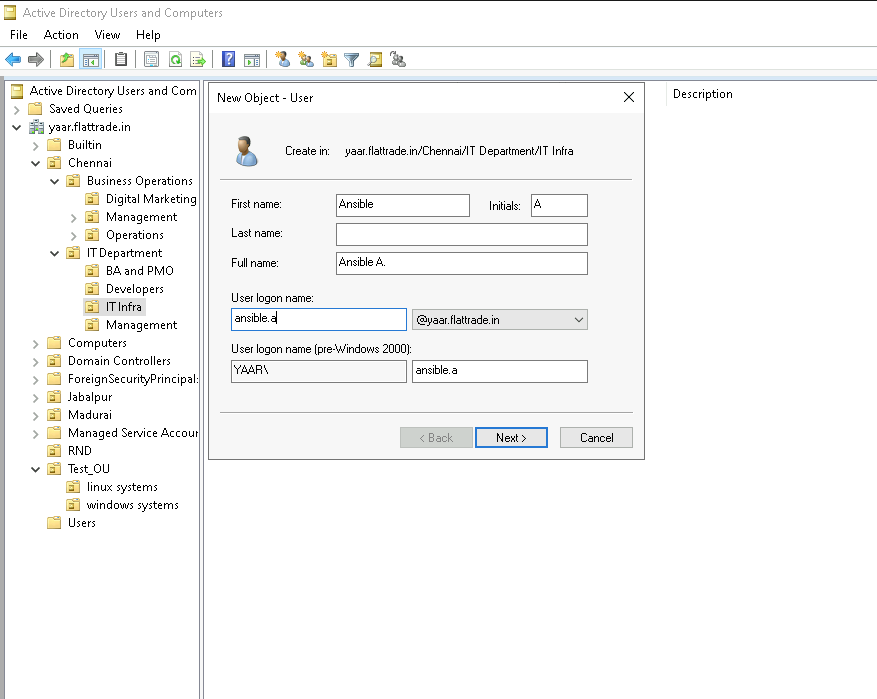 Active Directory Users and Computers
File Action View Help
Active Directory Users and Com
Saved Queries
yaar.flattrade.in
Builtin
Chennai
Business Operations
Digital Marketing
Management
Operations
IT Department
BA and PMO
Developers
IT Infra
Management
Computers
Domain Controllers
ForeignSecurityPrincipal:
Jabalpur
Madurai
Managed Service Accour
RND
Test_OU
linux systems
windows systems
Users
New Object - User
Create in: yaar.flattrade.in/Chennai/IT Department/IT Infra
First name: Ansible Initials: A
Last name:
Full name: Ansible A.
User logon name:
ansible.a @yaar.flattrade.in
User logon name (pre-Windows 2000):
YAAR\ ansible.a
< Back Next > Cancel
Description